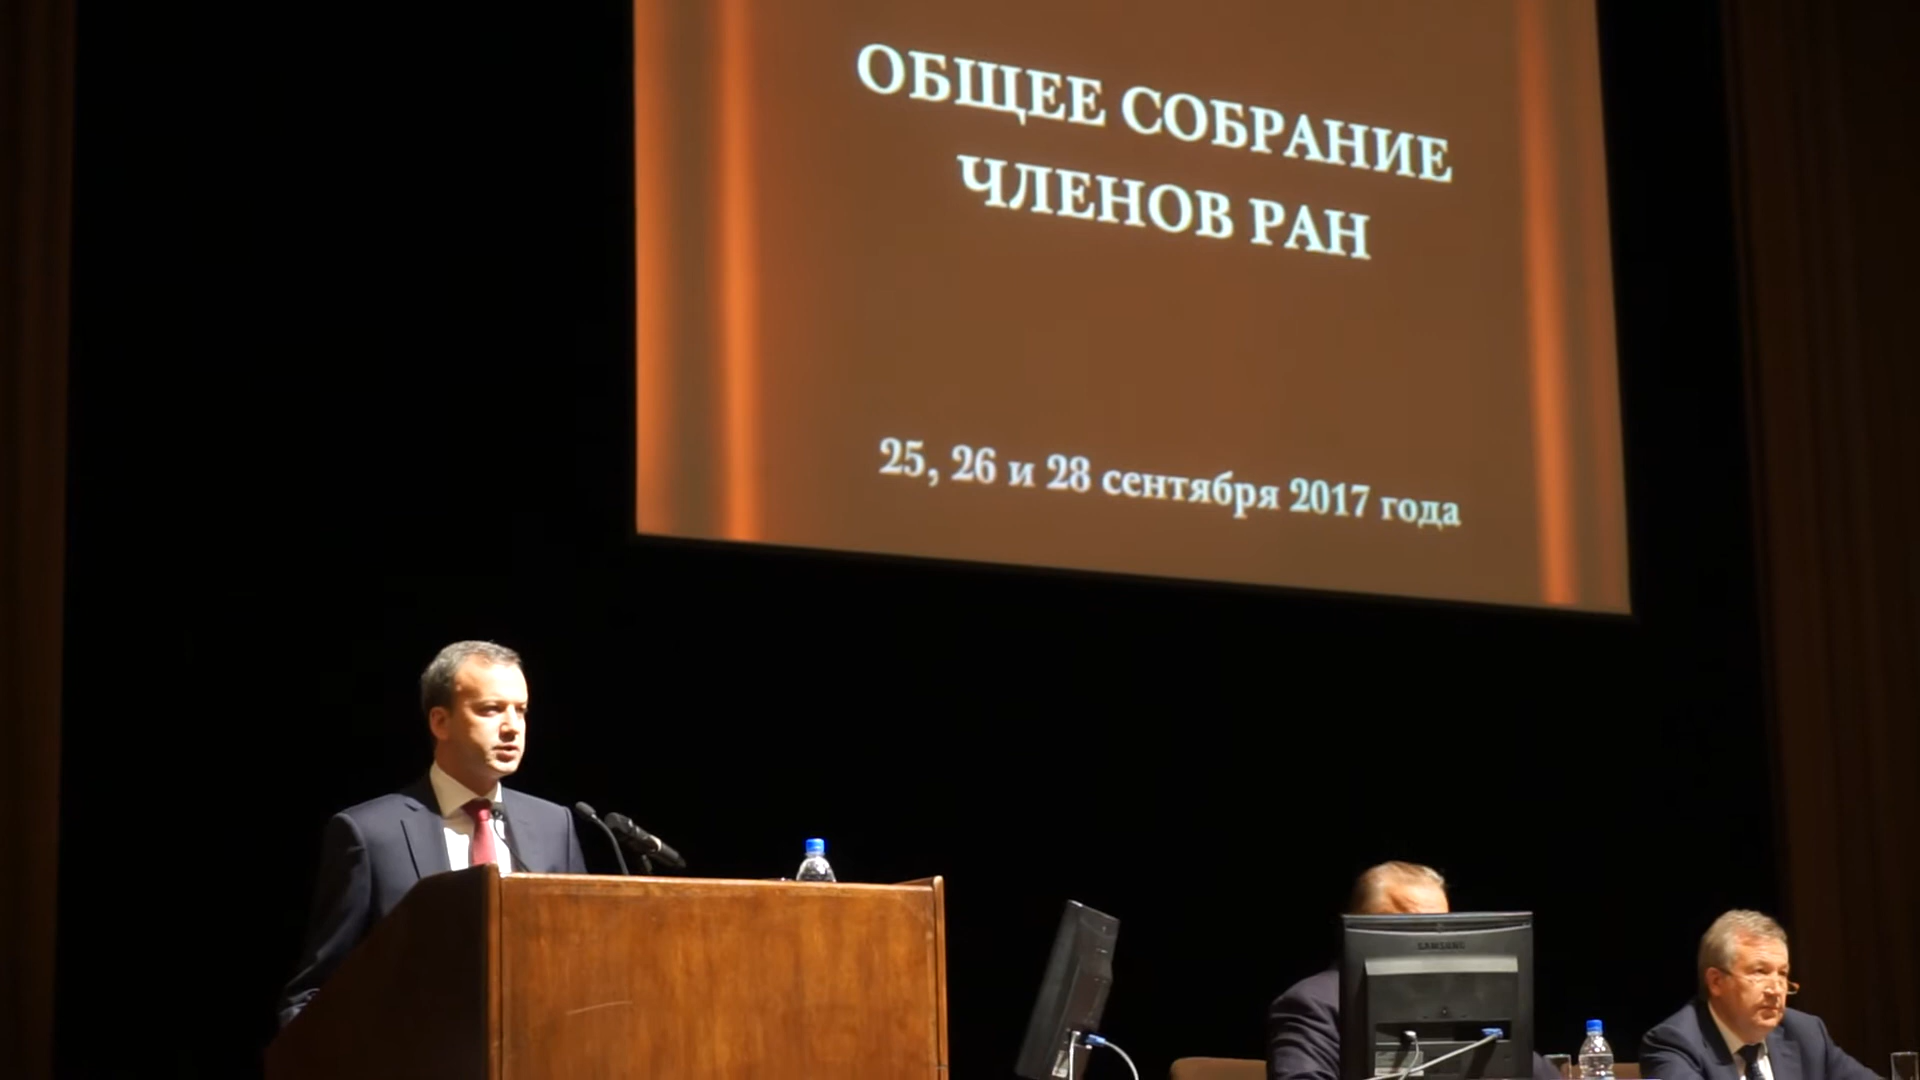 ОБЩЕЕ СОБРАНИЕ
ЧЛЕНОВ РАН
25, 26 и 28 сентября 2017 года
SAMSUNG